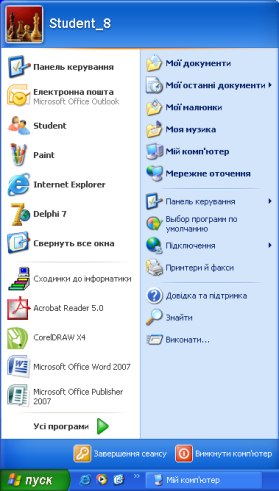 Student_8
Панель керування
Електронна пошта
Microsoft Office Outlook
Student
Paint
Internet Explorer
Delphi 7
Свернуть все окна
Сходинки до інформатики
Acrobat Reader 5.0
CorelDRAW X4
Microsoft Office Word 2007
Microsoft Office Publisher
2007
Усі програми
Мої документи
Мої останні документи
Мої малюнки
Моя музика
Мій комп'ютер
Мережне оточення
Панель керування
Выбор программ по
умолчанию
Підключення
Принтери й факси
Довідка та підтримка
Знайти
Виконати...
Завершення сеансу
Вимкнути комп'ютер
пуск
Мій комп'ютер